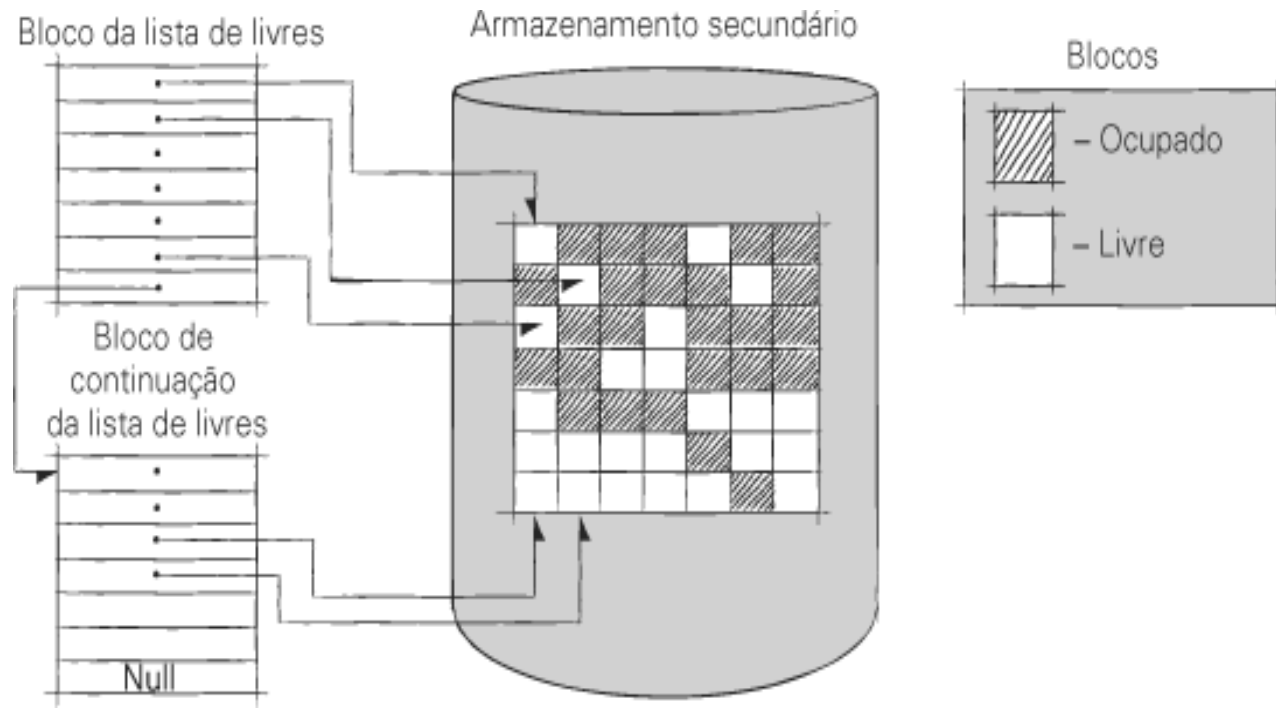 Bloco da lista de livres
Armazenamento secundário
Blocos
– Ocupado
– Livre
Bloco de
continuação
da lista de livres
Null